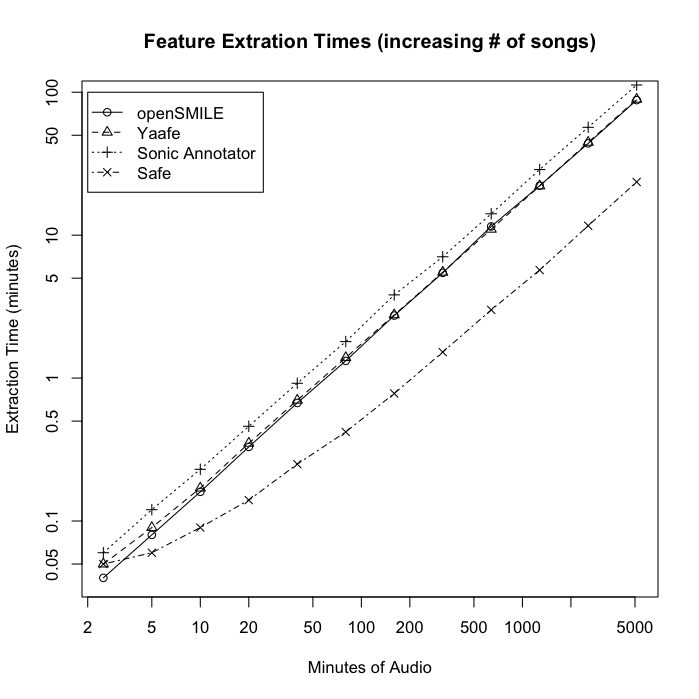 Feature Extration Times (increasing # of songs)
openSMILE
Yaafe
Sonic Annotator
Safe
Extraction Time (minutes)
100
50
10
5
1
0.5
0.1
0.05
2 5 10 20 50 100 200 500 1000 5000
Minutes of Audio